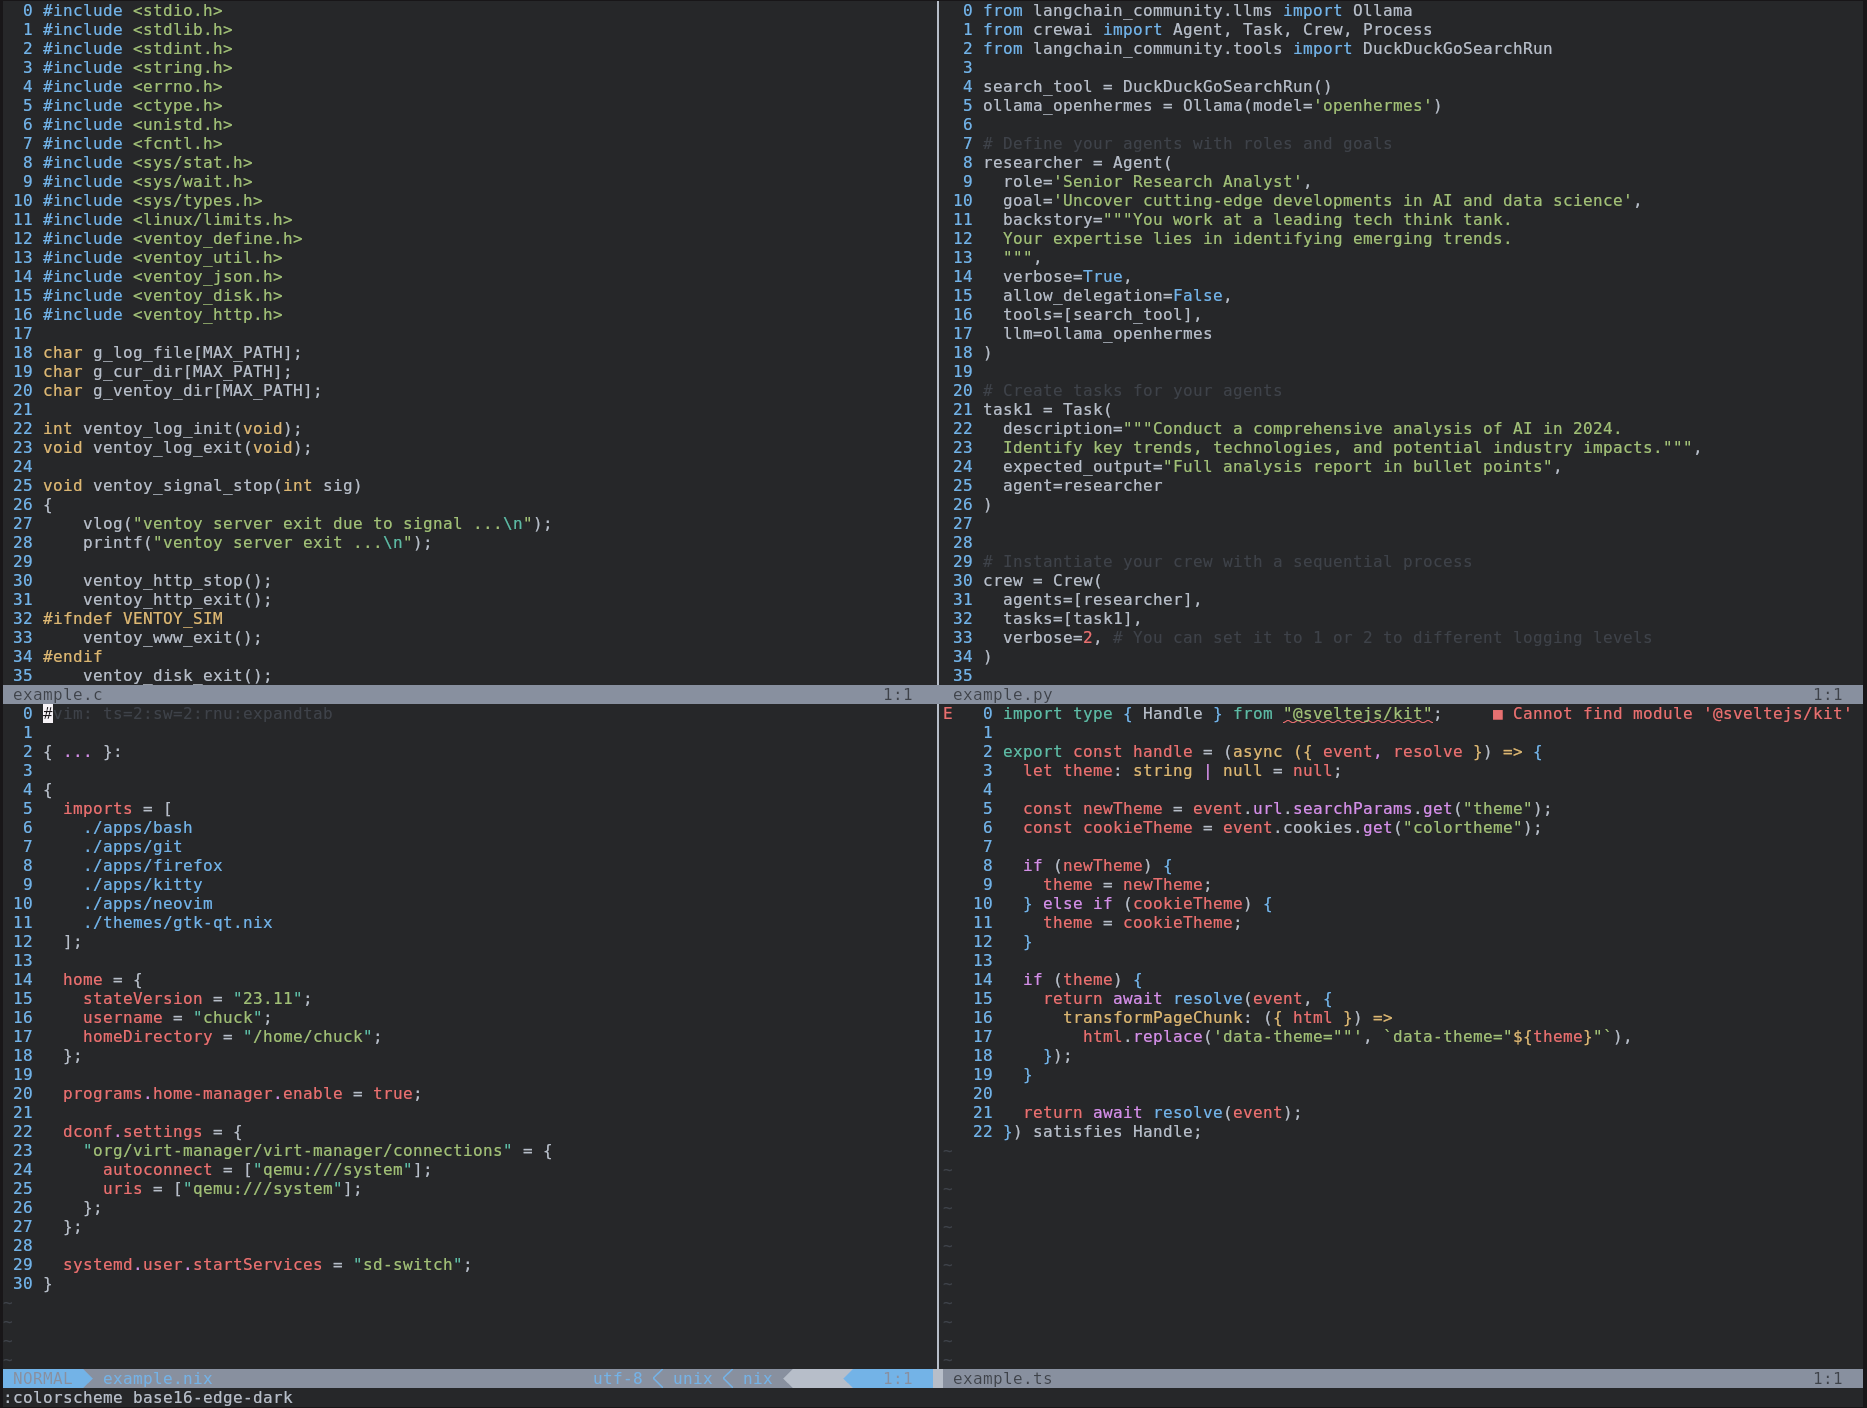 0 #include <stdio.h>
1 #include <stdlib.h>
2 #include <stdint.h>
3 #include <string.h>
4 #include <errno.h>
5 #include <ctype.h>
6 #include <unistd.h>
7 #include <fcntl.h>
8 #include <sys/stat.h>
9 #include <sys/wait.h>
10 #include <sys/types.h>
11 #include <linux/limits.h>
12 #include <ventoy_define.h>
13 #include <ventoy_util.h>
14 #include <ventoy_json.h>
15 #include <ventoy_disk.h>
16 #include <ventoy_http.h>
17
18 char g_log_file[MAX_PATH];
19 char g_cur_dir[MAX_PATH];
20 char g_ventoy_dir[MAX_PATH];
21
22 int ventoy_log_init(void);
23 void ventoy_log_exit(void);
24
25 void ventoy_signal_stop(int sig)
26 {
27     vlog("ventoy server exit due to signal ...\n");
28     printf("ventoy server exit ...\n");
29
30     ventoy_http_stop();
31     ventoy_http_exit();
32 #ifndef VENTOY_SIM
33     ventoy_www_exit();
34 #endif
35     ventoy_disk_exit();
example.c 1:1
0 from langchain_community.llms import Ollama
1 from crewai import Agent, Task, Crew, Process
2 from langchain_community.tools import DuckDuckGoSearchRun
3
4 search_tool = DuckDuckGoSearchRun()
5 ollama_openhermes = Ollama(model='openhermes')
6
7 # Define your agents with roles and goals
8 researcher = Agent(
9   role='Senior Research Analyst',
10   goal='Uncover cutting-edge developments in AI and data science',
11   backstory="""You work at a leading tech think tank.
12   Your expertise lies in identifying emerging trends.
13   """,
14   verbose=True,
15   allow_delegation=False,
16   tools=[search_tool],
17   llm=ollama_openhermes
18 )
19
20 # Create tasks for your agents
21 task1 = Task(
22   description="""Conduct a comprehensive analysis of AI in 2024.
23   Identify key trends, technologies, and potential industry impacts.""",
24   expected_output="Full analysis report in bullet points",
25   agent=researcher
26 )
27
28
29 # Instantiate your crew with a sequential process
30 crew = Crew(
31   agents=[researcher],
32   tasks=[task1],
33   verbose=2, # You can set it to 1 or 2 to different logging levels
34 )
35
example.py 1:1
0 #vim: ts=2:sw=2:rnu:expandtab
1
2 { ... }:
3
4 {
5   imports = [
6     ./apps/bash
7     ./apps/git
8     ./apps/firefox
9     ./apps/kitty
10     ./apps/neovim
11     ./themes/gtk-qt.nix
12   ];
13
14   home = {
15     stateVersion = "23.11";
16     username = "chuck";
17     homeDirectory = "/home/chuck";
18   };
19
20   programs.home-manager.enable = true;
21
22   dconf.settings = {
23     "org/virt-manager/virt-manager/connections" = {
24       autoconnect = ["qemu:///system"];
25       uris = ["qemu:///system"];
26     };
27   };
28
29   systemd.user.startServices = "sd-switch";
30 }
~
~
~
~
NORMAL example.nix utf-8 unix nix 1:1
E 0 import type { Handle } from "@sveltejs/kit"; ■ Cannot find module '@sveltejs/kit'
1
2 export const handle = (async ({ event, resolve }) => {
3   let theme: string | null = null;
4
5   const newTheme = event.url.searchParams.get("theme");
6   const cookieTheme = event.cookies.get("colortheme");
7
8   if (newTheme) {
9     theme = newTheme;
10   } else if (cookieTheme) {
11     theme = cookieTheme;
12   }
13
14   if (theme) {
15     return await resolve(event, {
16       transformPageChunk: ({ html }) =>
17         html.replace('data-theme=""', `data-theme="${theme}"`),
18     });
19   }
20
21   return await resolve(event);
22 }) satisfies Handle;
~
~
~
~
~
~
~
~
~
~
~
~
example.ts 1:1
:colorscheme base16-edge-dark